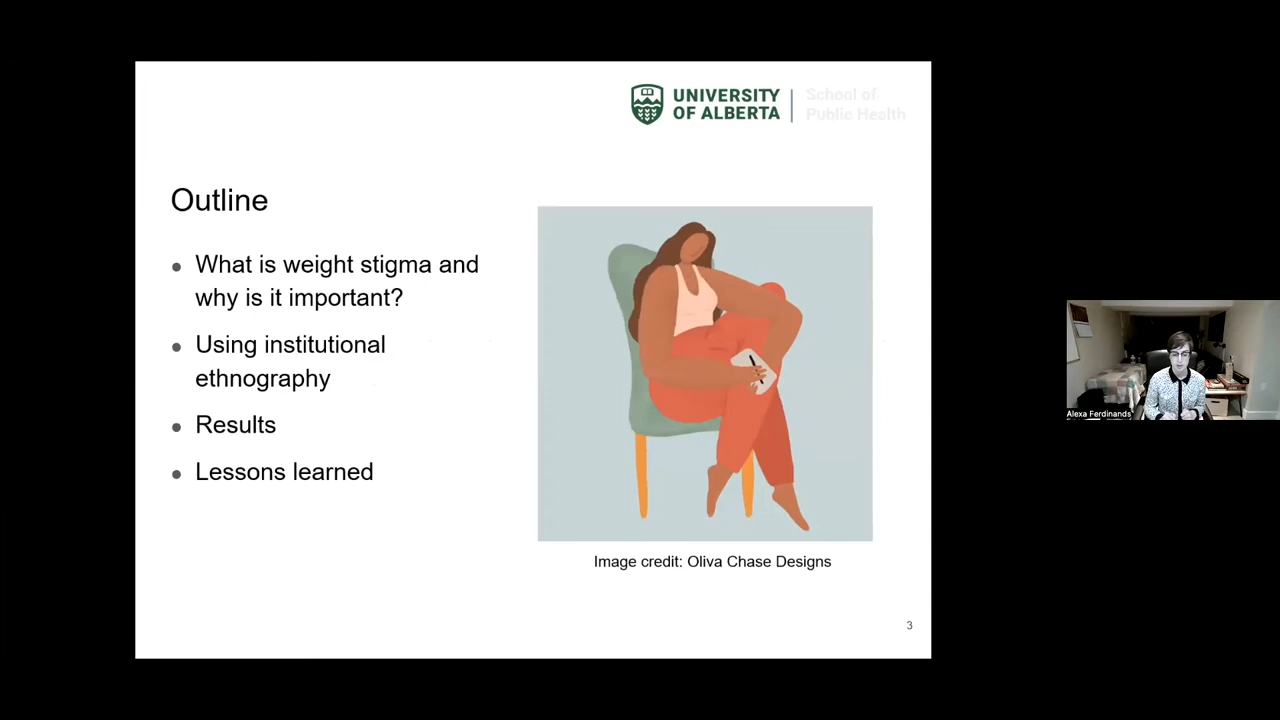 UNIVERSITY
OF ALBERTA
School of
Public Health
Outline
What is weight stigma and
why is it important?
Using institutional
ethnography
Results
Lessons learned
Image credit: Oliva Chase Designs
3
Alexa Ferdinands